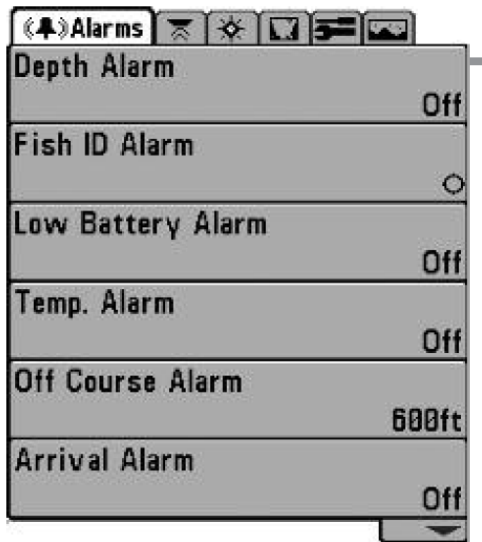 Alarms
Depth Alarm
Off
Fish ID Alarm
Low Battery Alarm
Off
Temp. Alarm
Off
Off Course Alarm
600ft
Arrival Alarm
Off